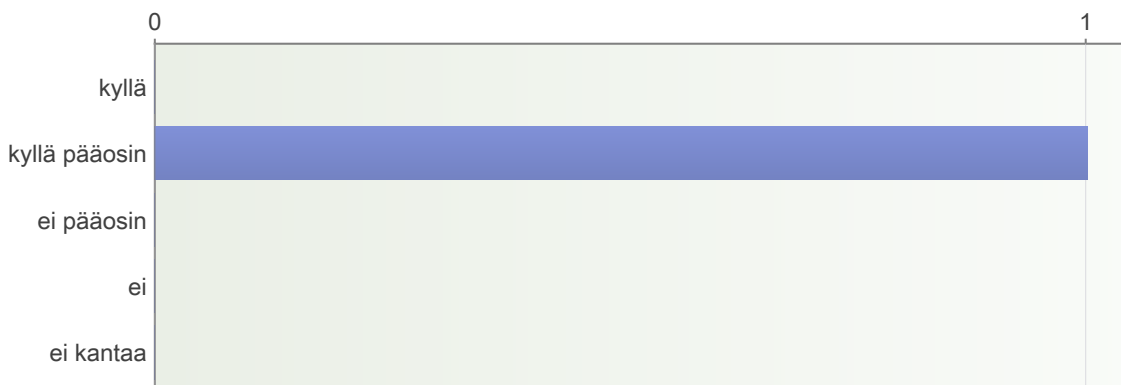 0 1
kyllä
kyllä pääosin
ei pääosin
ei
ei kantaa